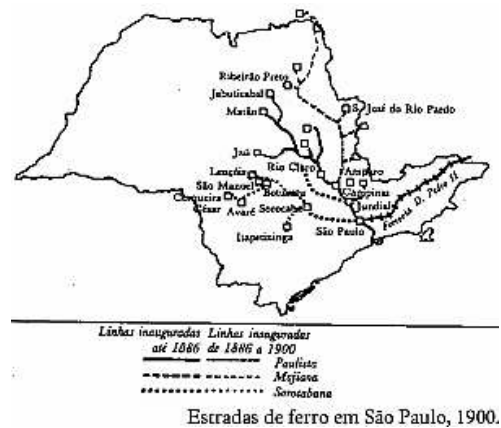 Ribeirão Preto
Jabuticabal
Matão
S. José do Rio Pardo
Jaú
Rio Claro
Amparo
Lençóis
São Manoel
Botucatu
Campinas
Cerqueira
César
Avaré
Sorocaba
Jundiaí
São Paulo
Ferrovia D. Pedro II
Itapetininga
Linhas inauguradas Linhas inauguradas
até 1886 de 1886 a 1900
Paulista
Mojiana
Sorocabana
Estradas de ferro em São Paulo, 1900.